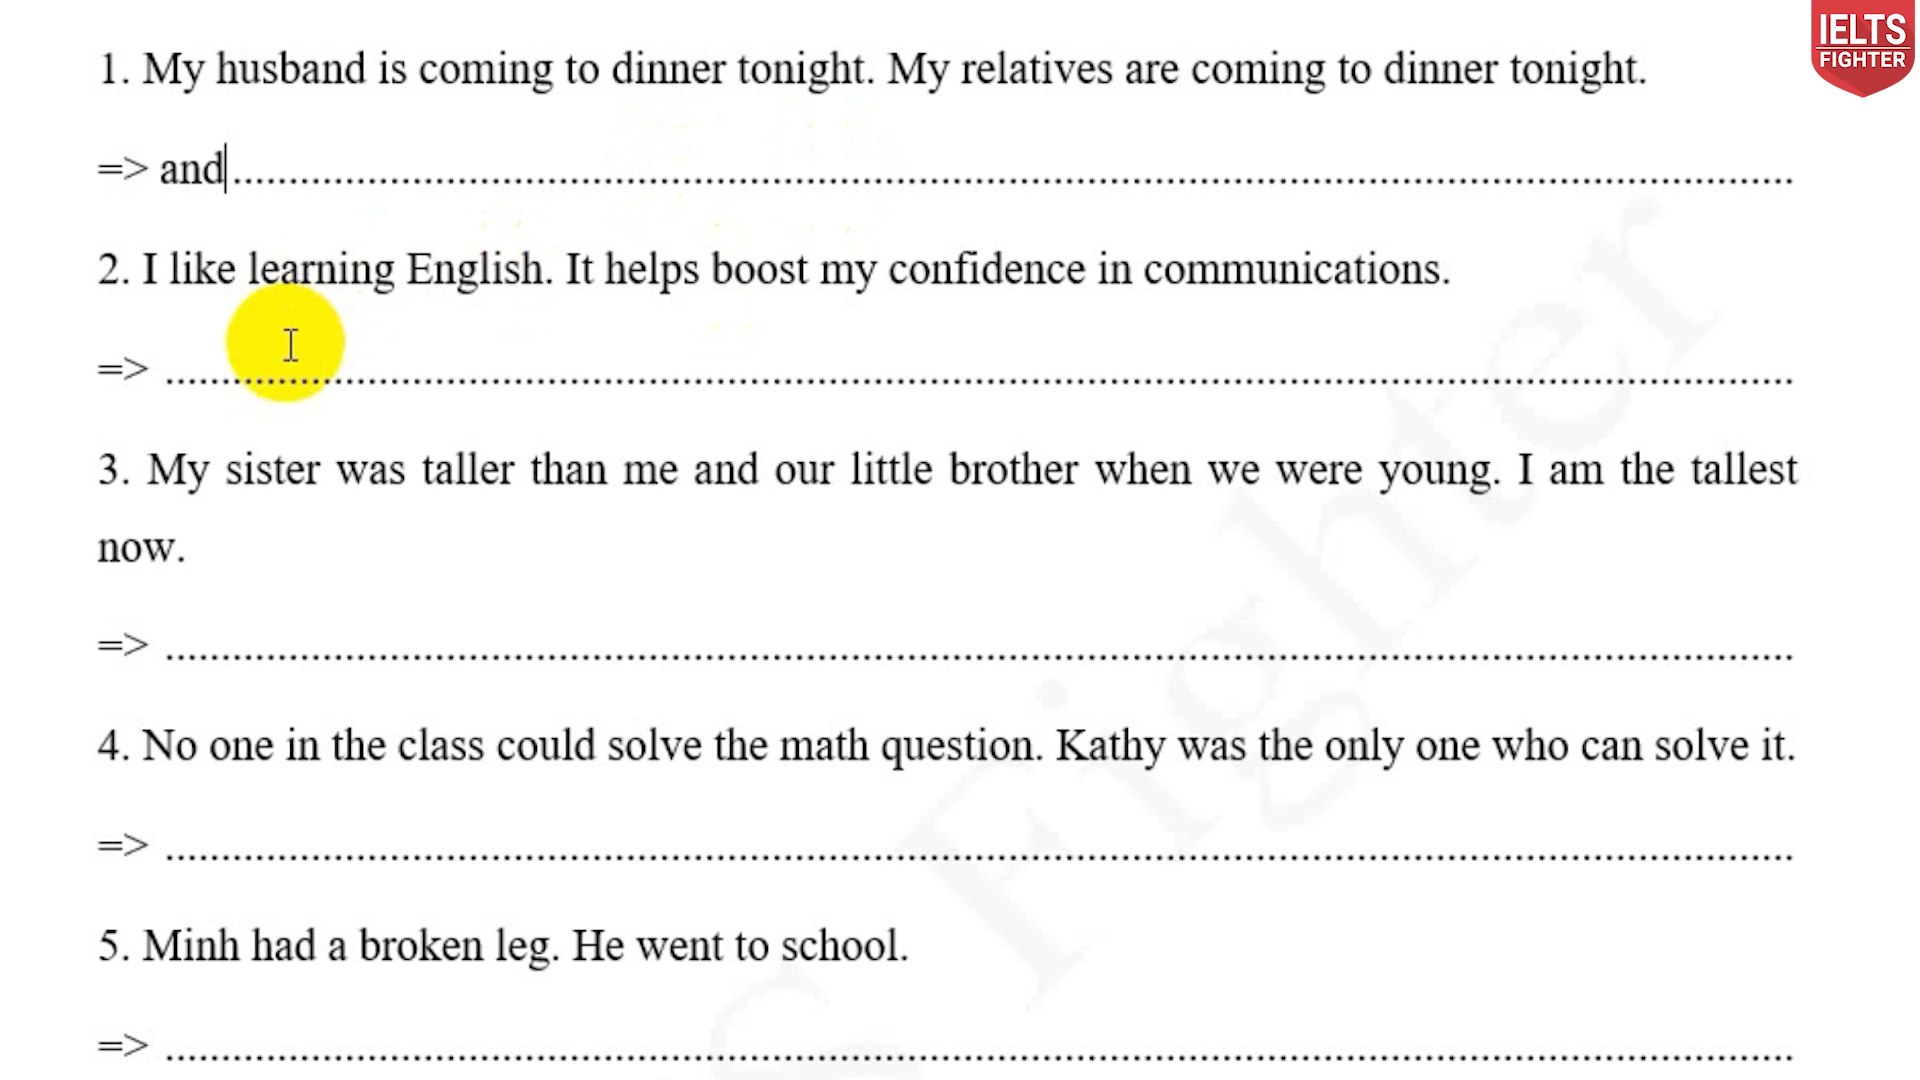 IELTS
FIGHTER
1. My husband is coming to dinner tonight. My relatives are coming to dinner tonight.
=> and........................................................................................................
2. I like learning English. It helps boost my confidence in communications.
=> ............................................................................................................
3. My sister was taller than me and our little brother when we were young. I am the tallest
now.
=> ............................................................................................................
4. No one in the class could solve the math question. Kathy was the only one who can solve it.
=> ............................................................................................................
5. Minh had a broken leg. He went to school.
=> ............................................................................................................
S Fighter